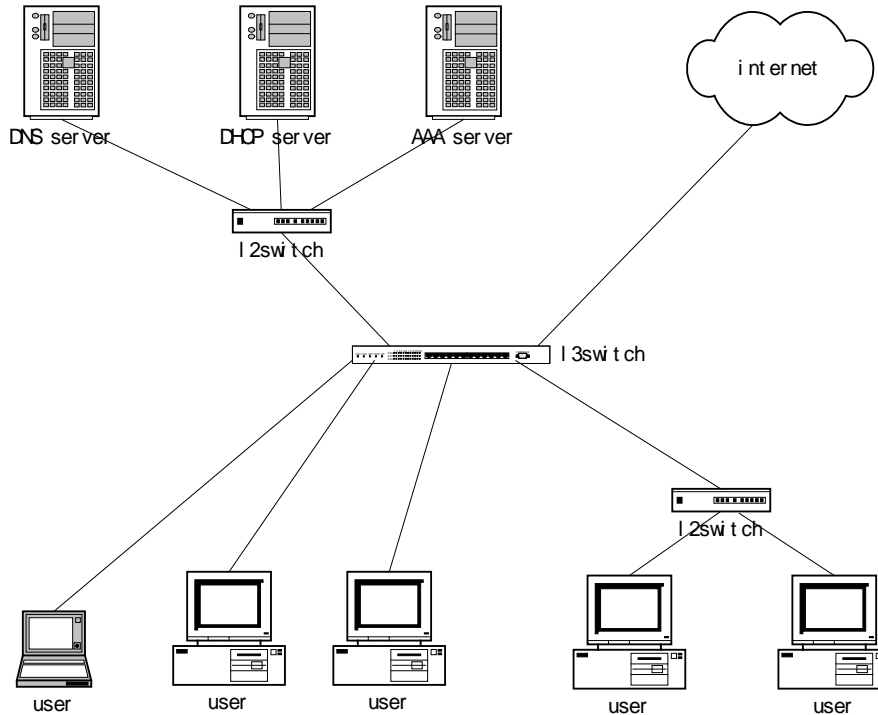 internet
DNS server
DHCP server
AAA server
l2switch
l3switch
l2switch
user
user
user
user
user